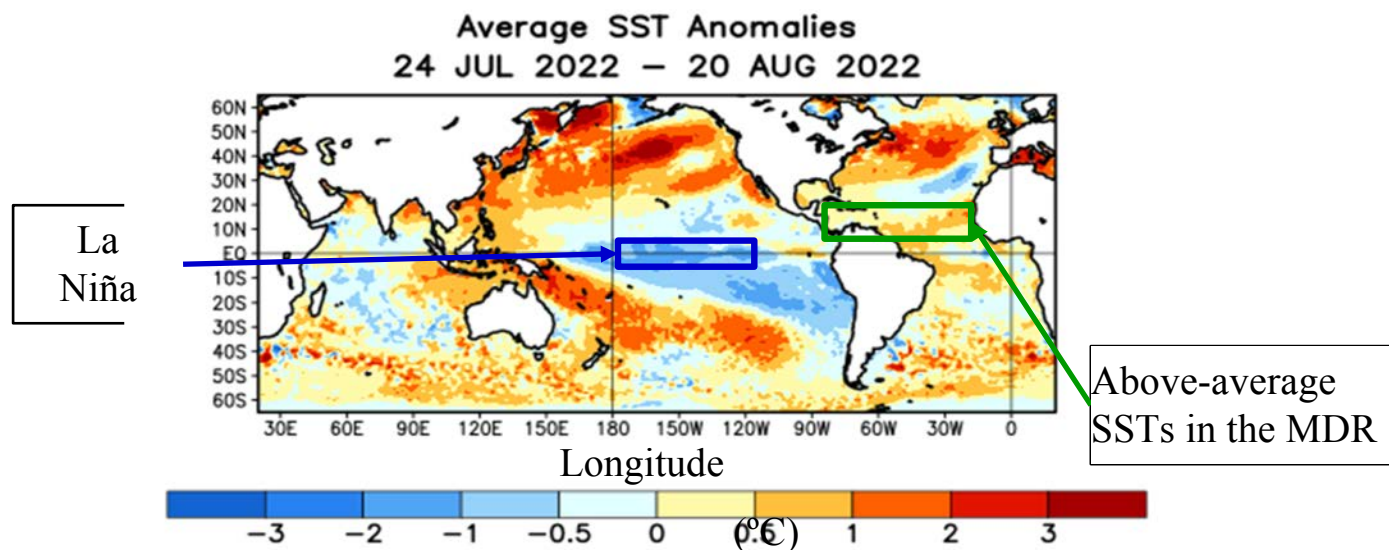 Average SST Anomalies
24 JUL 2022 – 20 AUG 2022
60N
50N
40N
30N
20N
10N
EQ
10S
20S
30S
40S
50S
60S
La
Niña
30E 60E 90E 120E 150E 180 150W 120W 90W 60W 30W 0
Longitude
Above-average
SSTs in the MDR
−3 −2 −1 −0.5 0 0.5 1 2 3
(ºC)